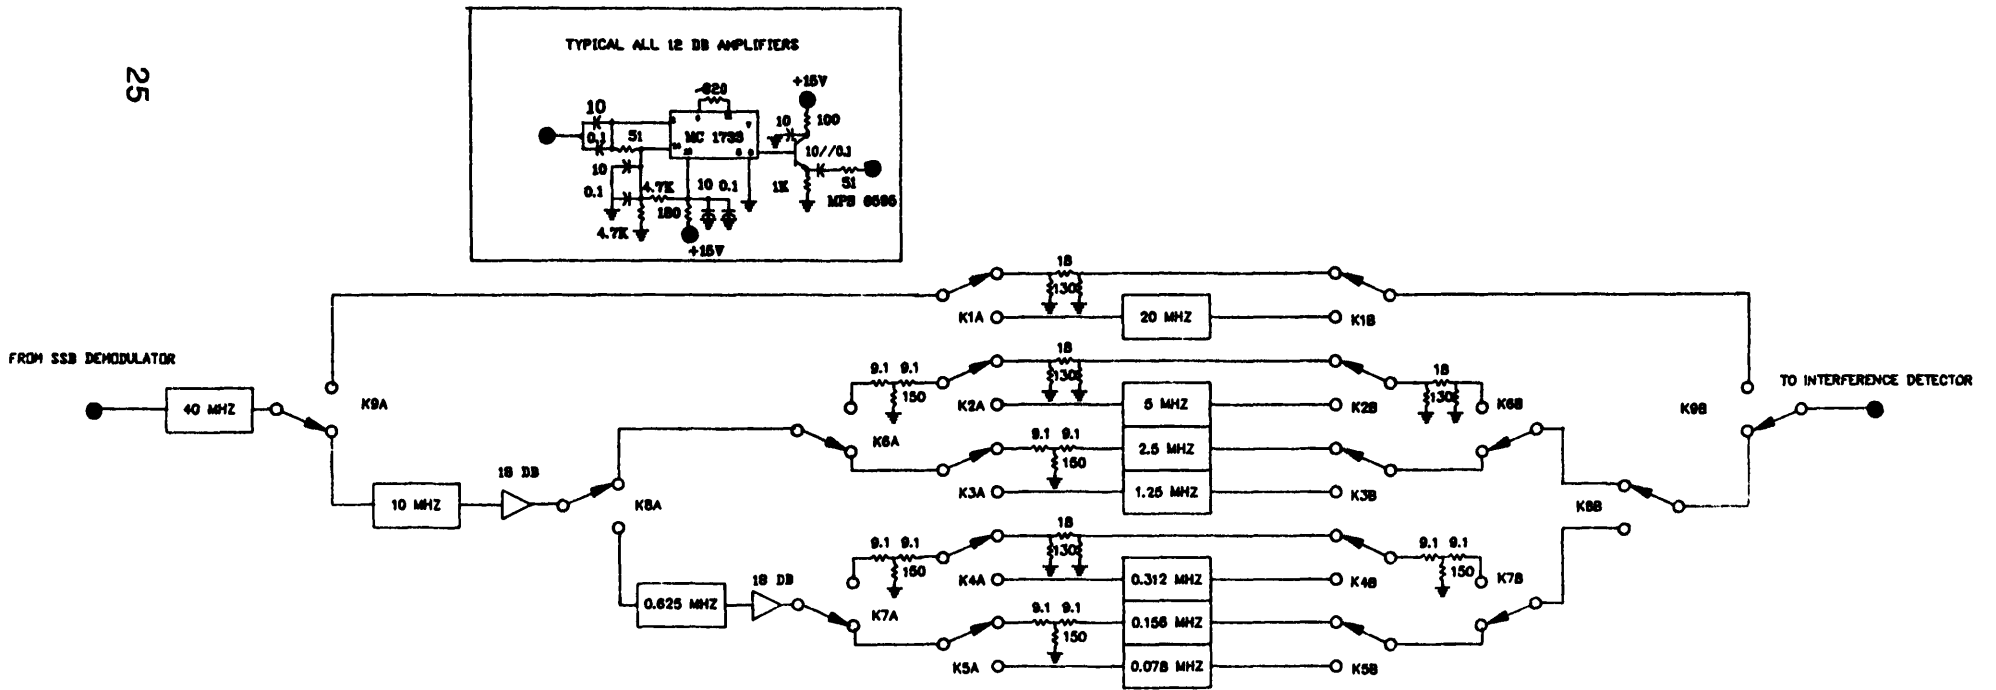 25
TYPICAL ALL 12 DB AMPLIFIERS
+15V
820
10
10
100
0.1
51
MC 1733
10
10//0.1
0.1
4.7K
10 0.1
1K
51
180
MPS 6595
4.7K
+15V
18
130
K1A
20 MHZ
K1B
FROM SSB DEMODULATOR
TO INTERFERENCE DETECTOR
40 MHZ
K9A
9.1 9.1
150
18
130
18
130
K2A
5 MHZ
K2B
K6B
K9B
K6A
9.1 9.1
150
2.5 MHZ
K3A
1.25 MHZ
K3B
18 DB
10 MHZ
K8A
K8B
9.1 9.1
150
18
130
9.1 9.1
150
K4A
0.312 MHZ
K4B
K7B
18 DB
0.625 MHZ
K7A
9.1 9.1
150
0.156 MHZ
K5A
0.078 MHZ
K5B